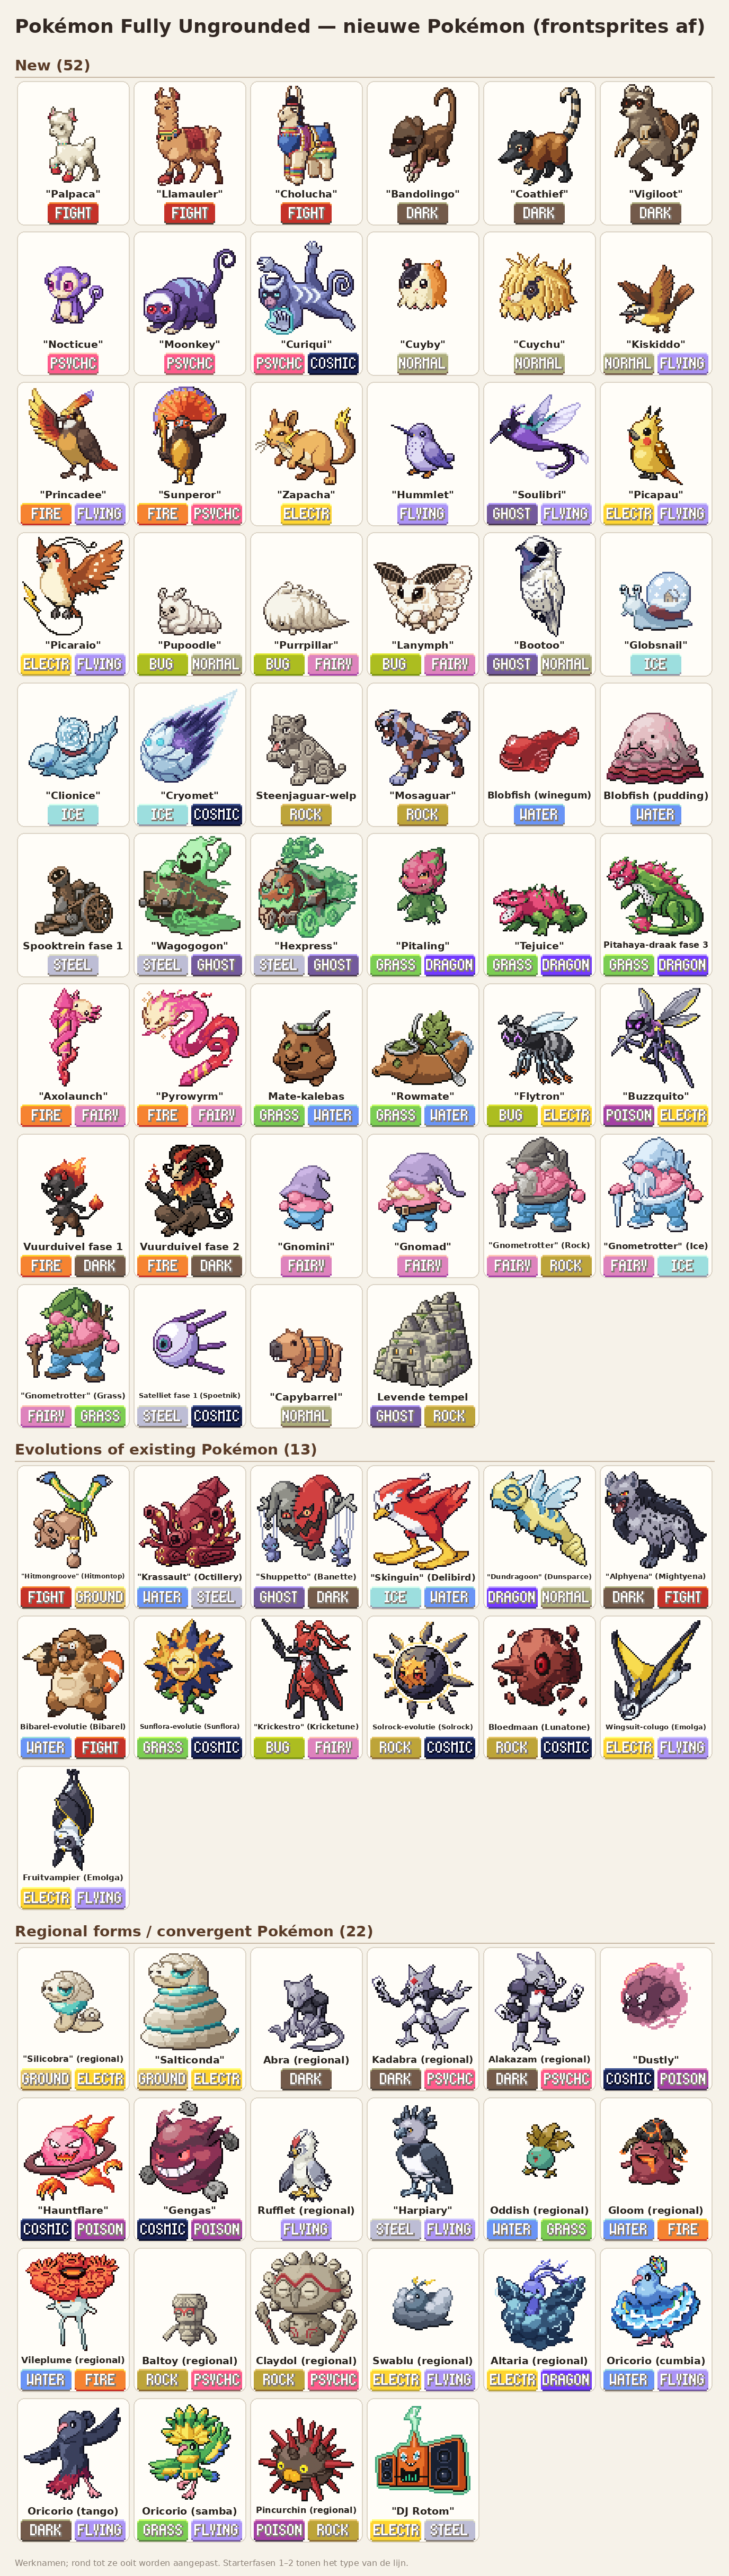 Pokémon Fully Ungrounded — nieuwe Pokémon (frontsprites af)
New (52)
"Palpaca" "Llamauler" "Cholucha" "Bandolingo" "Coathief" "Vigiloot"
FIGHT FIGHT FIGHT DARK DARK DARK
"Nocticue" "Moonkey" "Curiqui" "Cuyby" "Cuychu" "Kiskiddo"
PSYCHC PSYCHC PSYCHC COSMIC NORMAL NORMAL NORMAL FLYING
"Princadee" "Sunperor" "Zapacha" "Hummlet" "Soulibri" "Picapau"
FIRE FLYING FIRE PSYCHC ELECTR FLYING GHOST FLYING ELECTR FLYING
"Picaraio" "Pupoodle" "Purrpillar" "Lanymph" "Bootoo" "Globsnail"
ELECTR FLYING BUG NORMAL BUG FAIRY BUG FAIRY GHOST NORMAL ICE
"Clionice" "Cryomet" Steenjaguar-welp "Mosaguar" Blobfish (winegum) Blobfish (pudding)
ICE ICE COSMIC ROCK ROCK WATER WATER
Spooktrein fase 1 "Wagogogon" "Hexpress" "Pitaling" "Tejuice" Pitahaya-draak fase 3
STEEL STEEL GHOST STEEL GHOST GRASS DRAGON GRASS DRAGON GRASS DRAGON
"Axolaunch" "Pyrowyrm" Mate-kalebas "Rowmate" "Flytron" "Buzzquito"
FIRE FAIRY FIRE FAIRY GRASS WATER GRASS WATER BUG ELECTR POISON ELECTR
Vuurduivel fase 1 Vuurduivel fase 2 "Gnomini" "Gnomad" "Gnometrotter" (Rock) "Gnometrotter" (Ice)
FIRE DARK FIRE DARK FAIRY FAIRY FAIRY ROCK FAIRY ICE
"Gnometrotter" (Grass) Satelliet fase 1 (Spoetnik) "Capybarrel" Levende tempel
FAIRY GRASS STEEL COSMIC NORMAL GHOST ROCK
Evolutions of existing Pokémon (13)
"Hitmongroove" (Hitmontop) "Krassault" (Octillery) "Shuppetto" (Banette) "Skinguin" (Delibird) "Dundragoon" (Dunsparce) "Alphyena" (Mightyena)
FIGHT GROUND WATER STEEL GHOST DARK ICE WATER DRAGON NORMAL DARK FIGHT
Bibarel-evolutie (Bibarel) Sunflora-evolutie (Sunflora) "Krickestro" (Kricketune) Solrock-evolutie (Solrock) Bloedmaan (Lunatone) Wingsuit-colugo (Emolga)
WATER FIGHT GRASS COSMIC BUG FAIRY ROCK COSMIC ROCK COSMIC ELECTR FLYING
Fruitvampier (Emolga)
ELECTR FLYING
Regional forms / convergent Pokémon (22)
"Silicobra" (regional) "Salticonda" Abra (regional) Kadabra (regional) Alakazam (regional) "Dustly"
GROUND ELECTR GROUND ELECTR DARK DARK PSYCHC DARK PSYCHC COSMIC POISON
"Hauntflare" "Gengas" Rufflet (regional) "Harpiary" Oddish (regional) Gloom (regional)
COSMIC POISON COSMIC POISON FLYING STEEL FLYING WATER GRASS WATER FIRE
Vileplume (regional) Baltoy (regional) Claydol (regional) Swablu (regional) Altaria (regional) Oricorio (cumbia)
WATER FIRE ROCK PSYCHC ROCK PSYCHC ELECTR FLYING ELECTR DRAGON WATER FLYING
Oricorio (tango) Oricorio (samba) Pincurchin (regional) "DJ Rotom"
DARK FLYING GRASS FLYING POISON ROCK ELECTR STEEL
Werknamen; rond tot ze ooit worden aangepast. Starterfasen 1–2 tonen het type van de lijn.